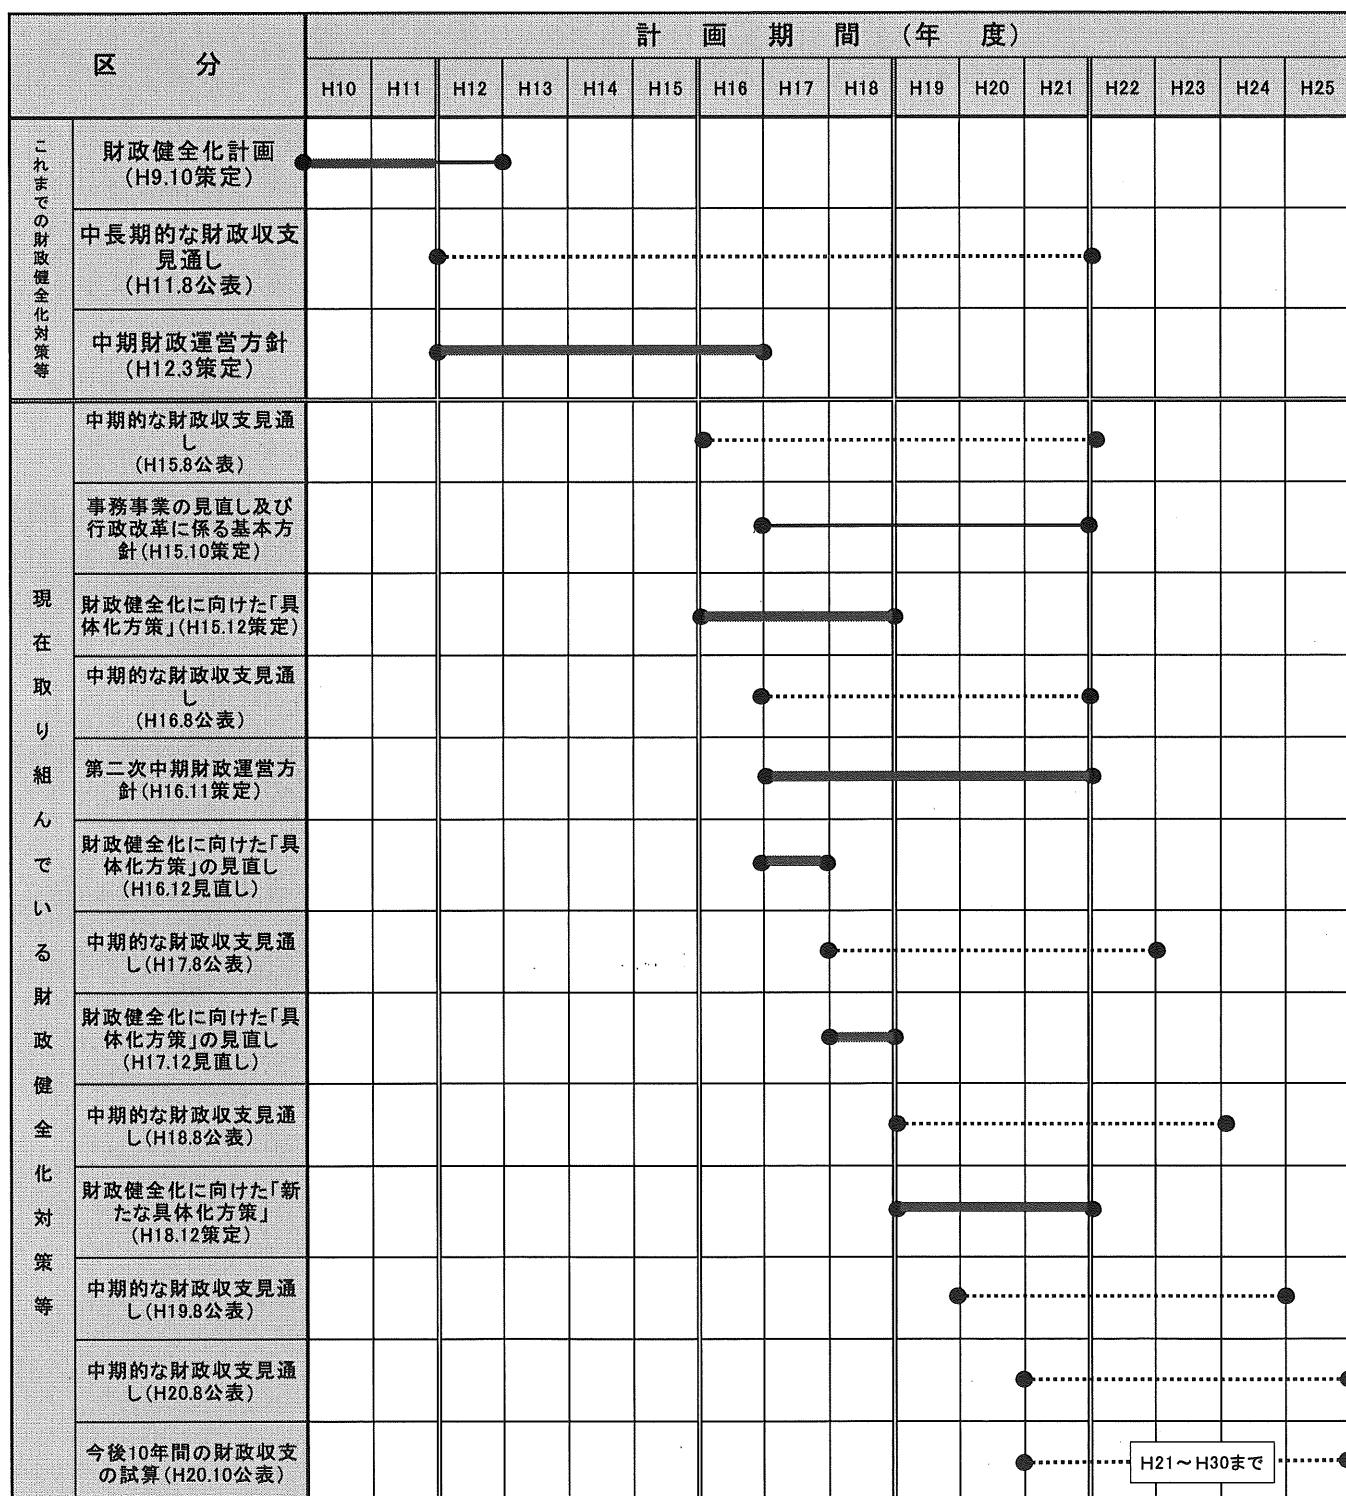 区　分
計　画　期　間　(年　度)
H10 H11 H12 H13 H14 H15 H16 H17 H18 H19 H20 H21 H22 H23 H24 H25
これまでの財政健全化対策等
財政健全化計画
(H9.10策定)
中長期的な財政収支
見通し
(H11.8公表)
中期財政運営方針
(H12.3策定)
現在取り組んでいる財政健全化対策等
中期的な財政収支見通
し
(H15.8公表)
事務事業の見直し及び
行政改革に係る基本方
針(H15.10策定)
財政健全化に向けた「具
体化方策」(H15.12策定)
中期的な財政収支見通
し
(H16.8公表)
第二次中期財政運営方
針(H16.11策定)
財政健全化に向けた「具
体化方策」の見直し
(H16.12見直し)
中期的な財政収支見通
し(H17.8公表)
財政健全化に向けた「具
体化方策」の見直し
(H17.12見直し)
中期的な財政収支見通
し(H18.8公表)
財政健全化に向けた「新
たな具体化方策」
(H18.12策定)
中期的な財政収支見通
し(H19.8公表)
中期的な財政収支見通
し(H20.8公表)
今後10年間の財政収支
の試算(H20.10公表)
H21～H30まで